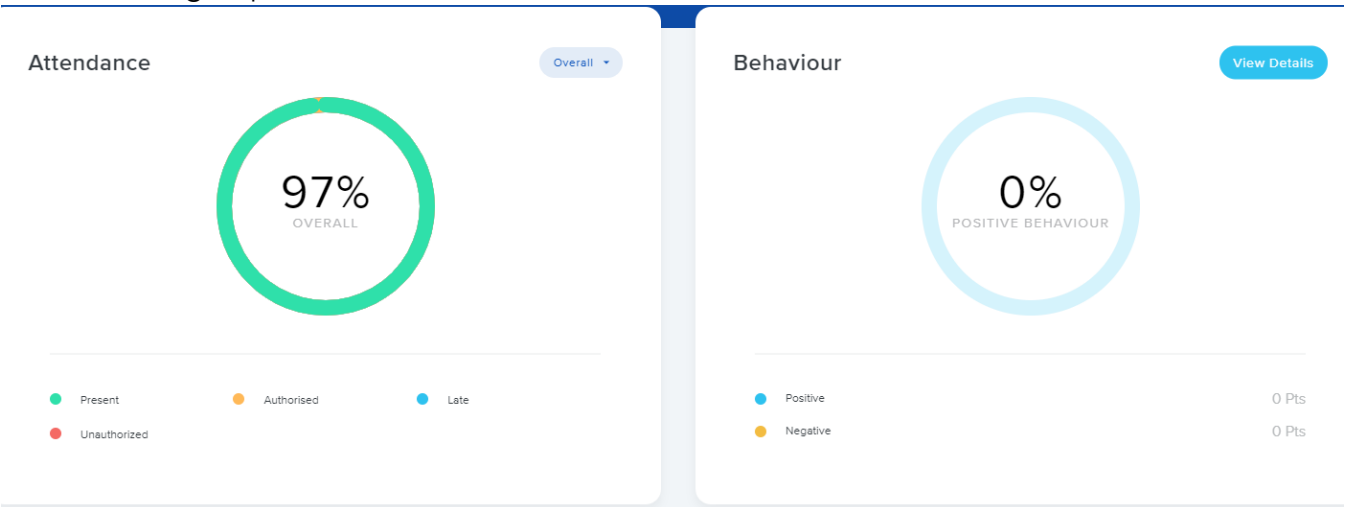 Attendance
Overall
97%
OVERALL
Present
Authorised
Late
Unauthorized
Behaviour
View Details
0%
POSITIVE BEHAVIOUR
Positive 0 Pts
Negative 0 Pts